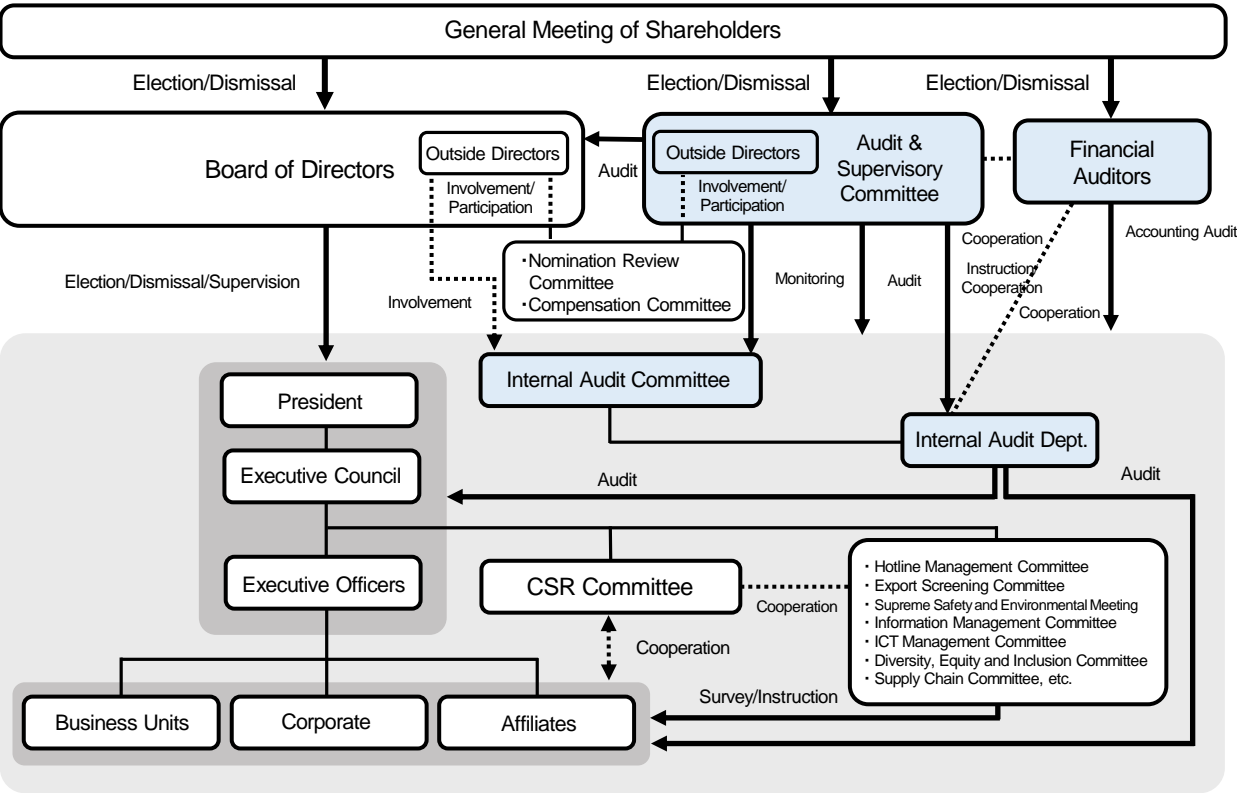 General Meeting of Shareholders
Election/Dismissal
Election/Dismissal
Election/Dismissal
Board of Directors
Outside Directors
Involvement/
Participation
Audit
Outside Directors
Involvement/
Participation
Audit &
Supervisory
Committee
Financial
Auditors
Election/Dismissal/Supervision
Involvement
・Nomination Review
Committee
・Compensation Committee
Monitoring
Audit
Cooperation
Instruction/
Cooperation
Cooperation
Accounting Audit
Internal Audit Committee
President
Internal Audit Dept.
Executive Council
Audit
Audit
Executive Officers
CSR Committee
Cooperation
・Hotline Management Committee
・Export Screening Committee
・Supreme Safety and Environmental Meeting
・Information Management Committee
・ICT Management Committee
・Diversity, Equity and Inclusion Committee
・Supply Chain Committee, etc.
Cooperation
Survey/Instruction
Business Units
Corporate
Affiliates